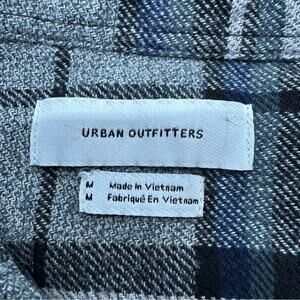 URBAN OUTFITTERS
M Made In Vietnam
M Fabriqué En Vietnam